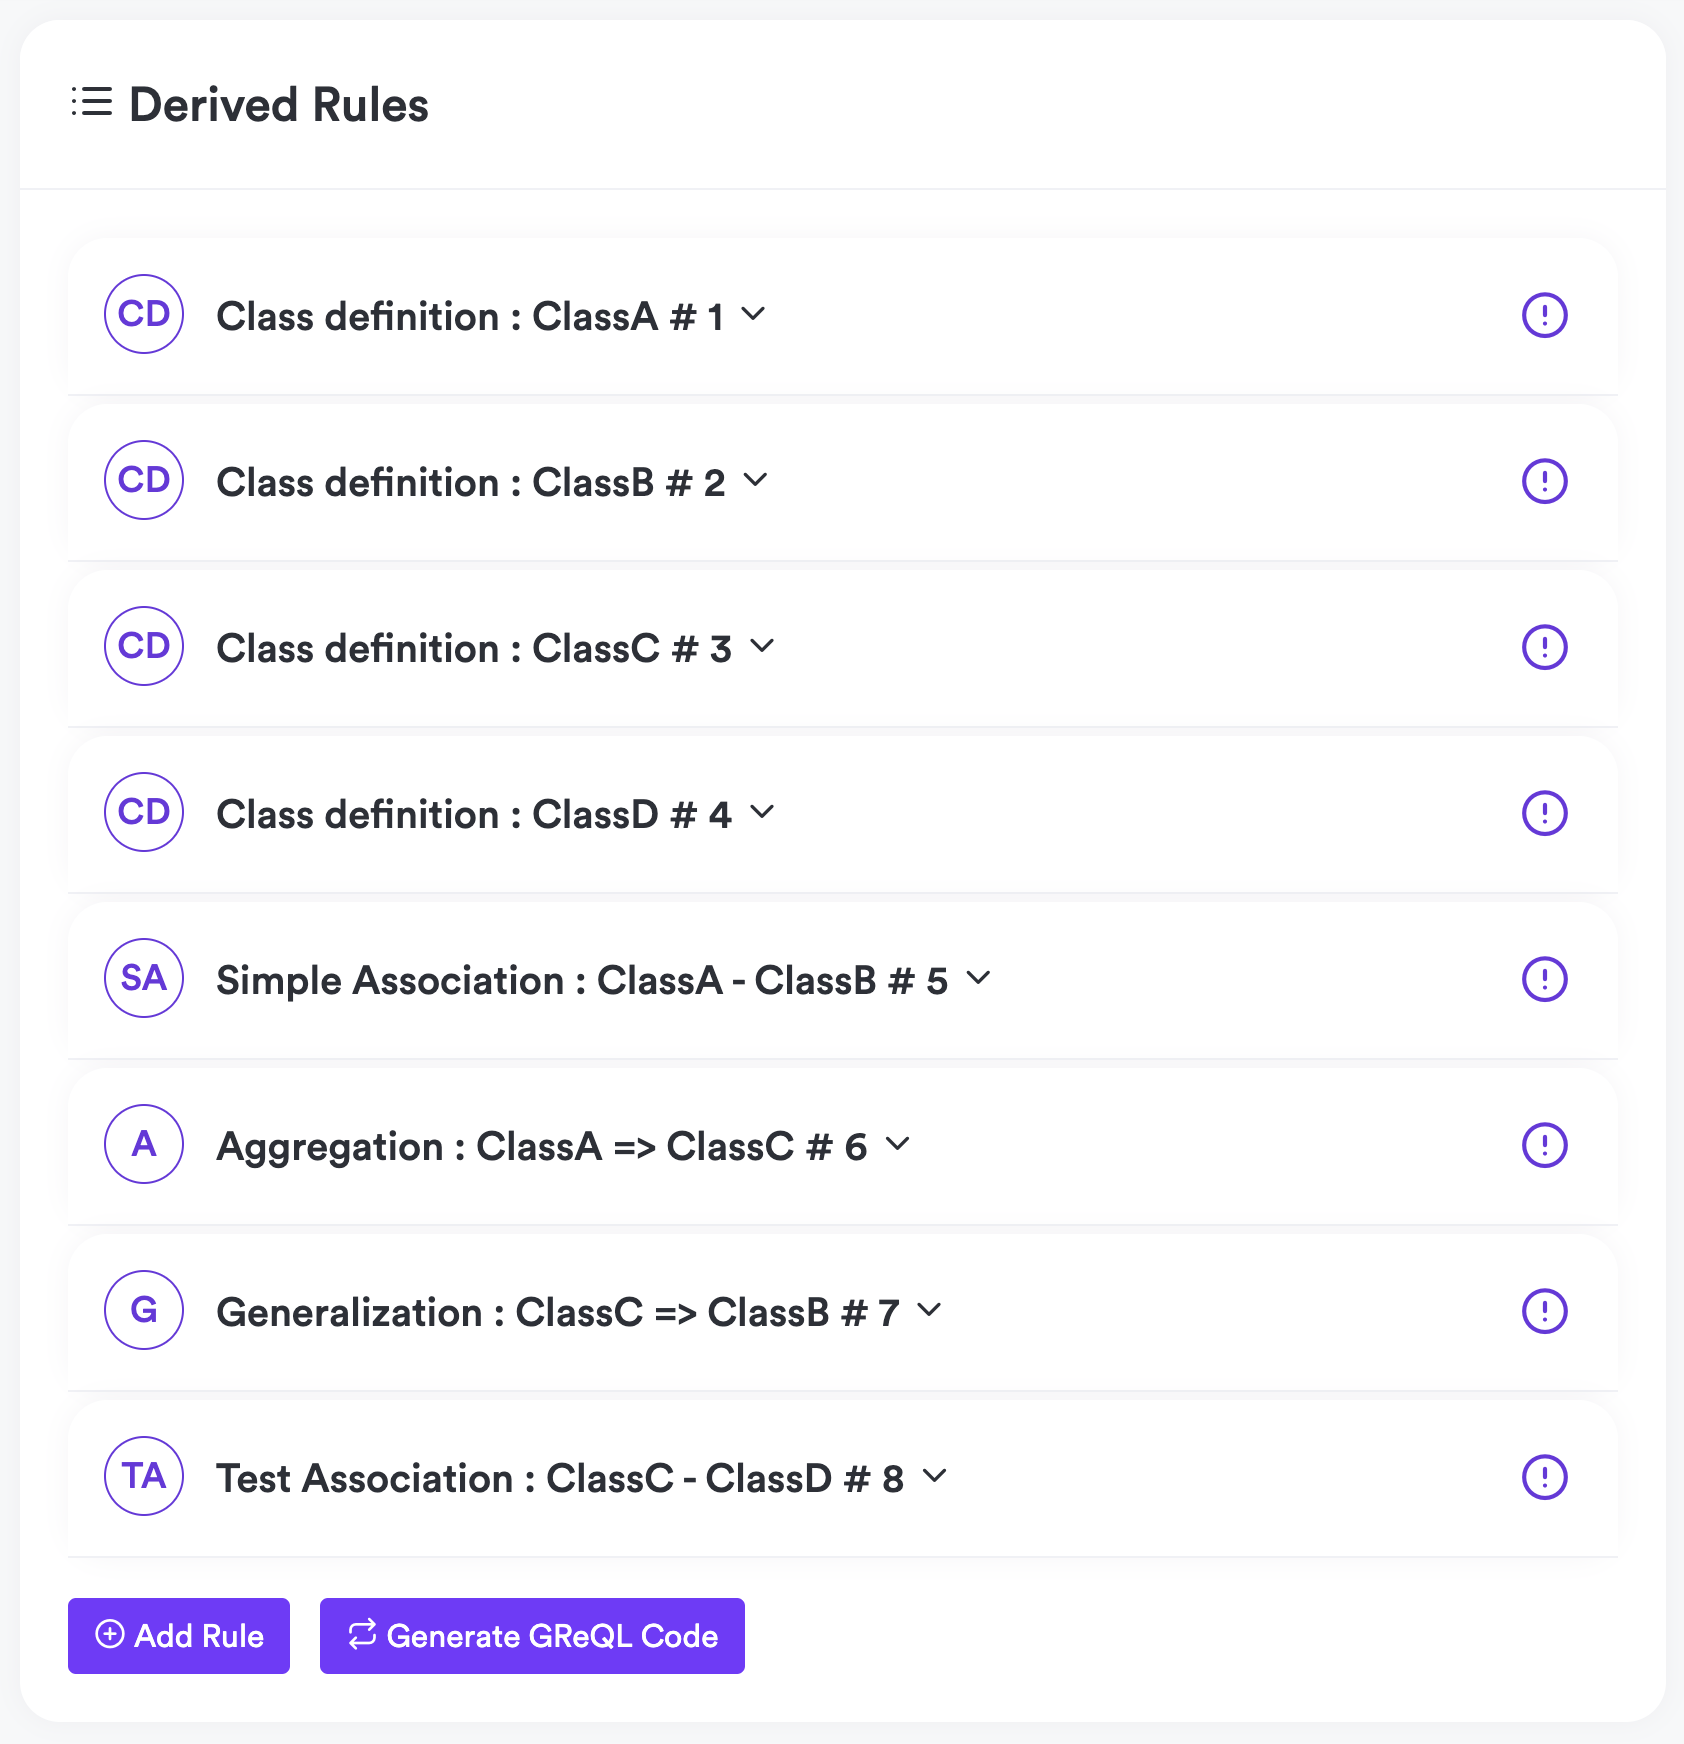 Derived Rules
CD Class definition : ClassA # 1
CD Class definition : ClassB # 2
CD Class definition : ClassC # 3
CD Class definition : ClassD # 4
SA Simple Association : ClassA - ClassB # 5
A Aggregation : ClassA => ClassC # 6
G Generalization : ClassC => ClassB # 7
TA Test Association : ClassC - ClassD # 8
Add Rule Generate GReQL Code